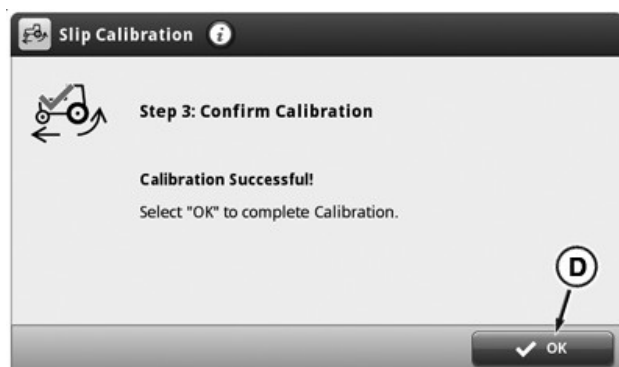 Slip Calibration i
Step 3: Confirm Calibration
Calibration Successful!
Select "OK" to complete Calibration.
D
OK